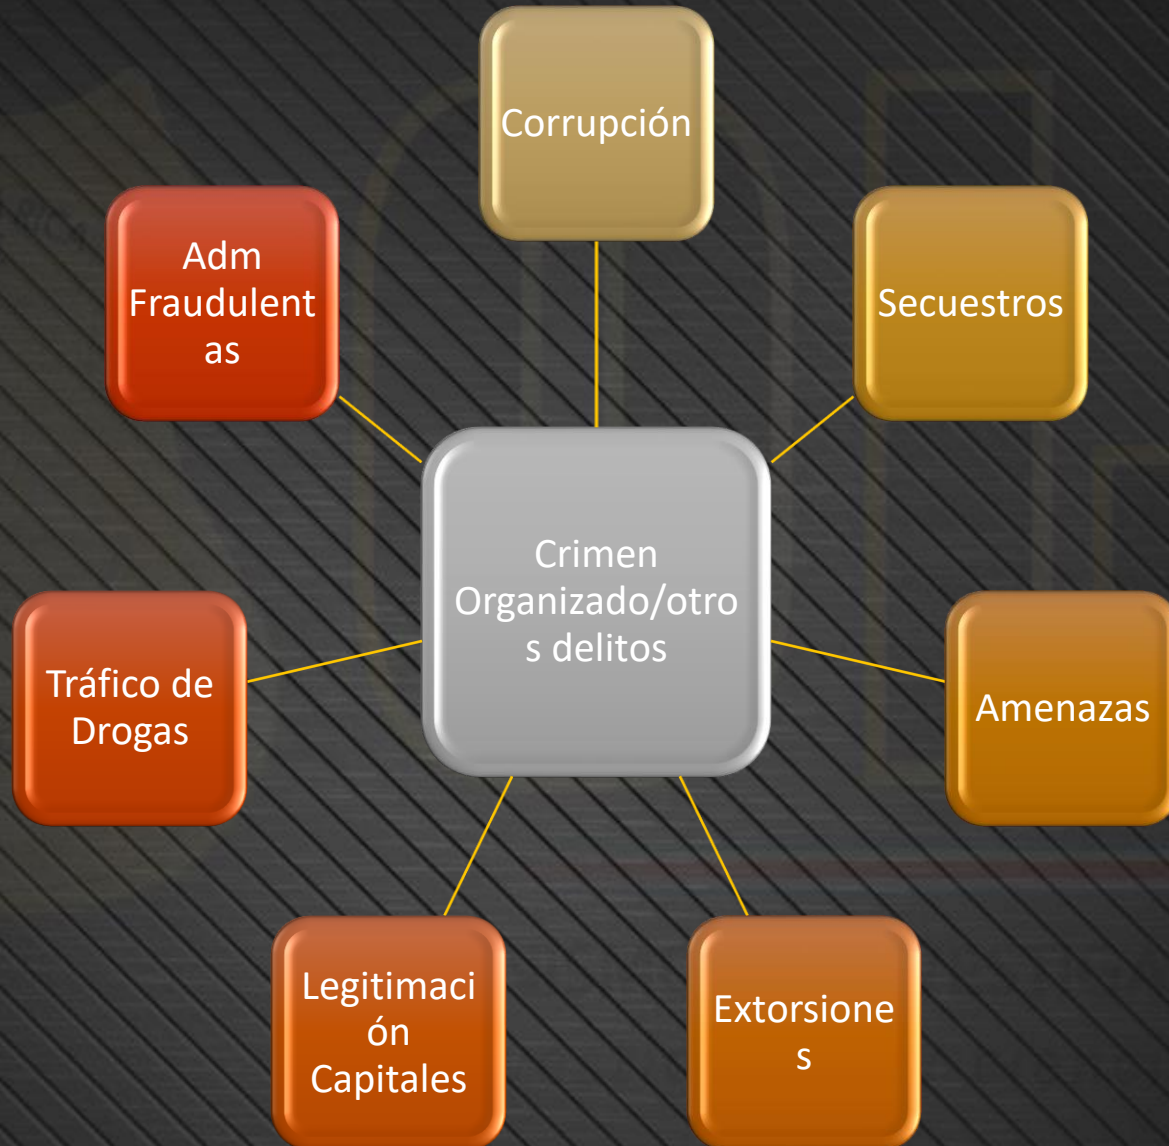 Corrupción
Secuestros
Amenazas
Extorsione
s
Legitimaci
ón
Capitales
Tráfico de
Drogas
Adm
Fraudulent
as
Crimen
Organizado/otro
s delitos